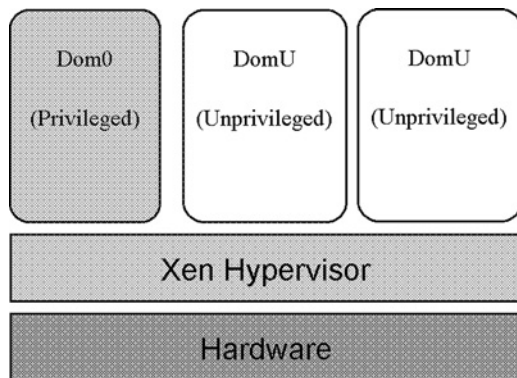 Dom0
(Privileged)
DomU
(Unprivileged)
DomU
(Unprivileged)
Xen Hypervisor
Hardware